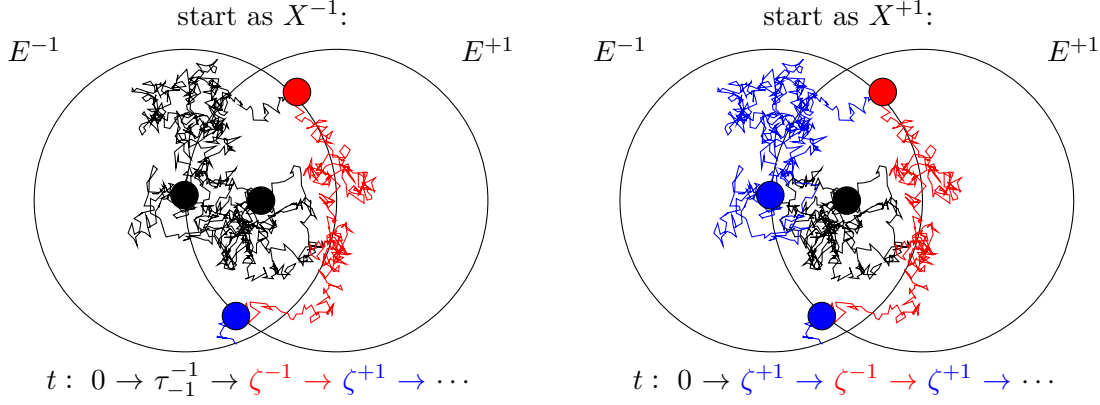 start as X⁻¹:
E⁻¹ E⁺¹
t : 0 → τ₋₁⁻¹ → ζ⁻¹ → ζ⁺¹ → ⋯
start as X⁺¹:
E⁻¹ E⁺¹
t : 0 → ζ⁺¹ → ζ⁻¹ → ζ⁺¹ → ⋯